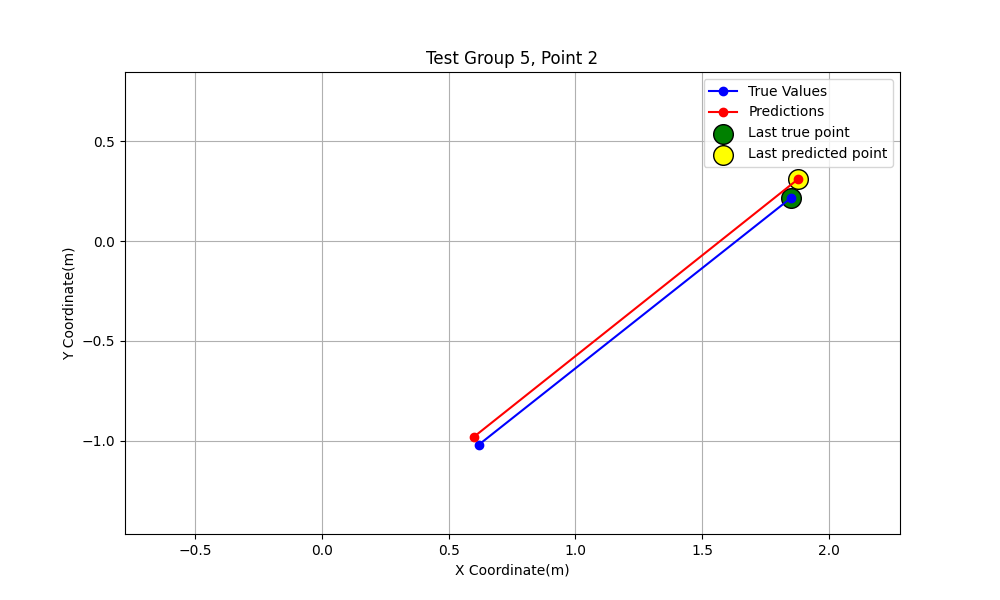 Test Group 5, Point 2
True Values
Predictions
Last true point
Last predicted point
0.5
0.0
−0.5
−1.0
Y Coordinate(m)
−0.5
0.0
0.5
1.0
1.5
2.0
X Coordinate(m)